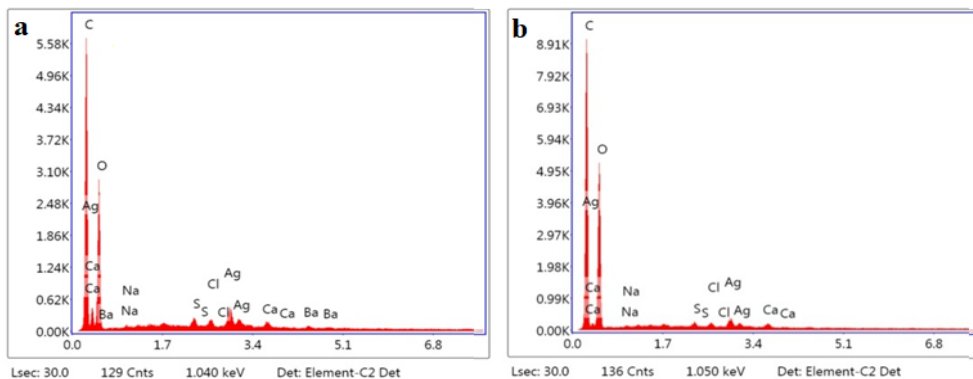 a
C
5.58K
4.96K
4.34K
3.72K
3.10K
O
2.48K
Ag
1.86K
1.24K
Ca
Ag
Na
Cl
0.62K
Ca
Ba
Na
S
S
Cl
Ag
Ca
Ca
Ba
Ba
0.00K
0.0 1.7 3.4 5.1 6.8
Lsec: 30.0 129 Cnts 1.040 keV Det: Element-C2 Det
b
C
8.91K
7.92K
6.93K
5.94K
O
4.95K
3.96K
Ag
2.97K
1.98K
Ca
Na
Cl
Ag
0.99K
Ca
Na
S
S
Cl
Ag
Ca
Ca
0.00K
0.0 1.7 3.4 5.1 6.8
Lsec: 30.0 136 Cnts 1.050 keV Det: Element-C2 Det